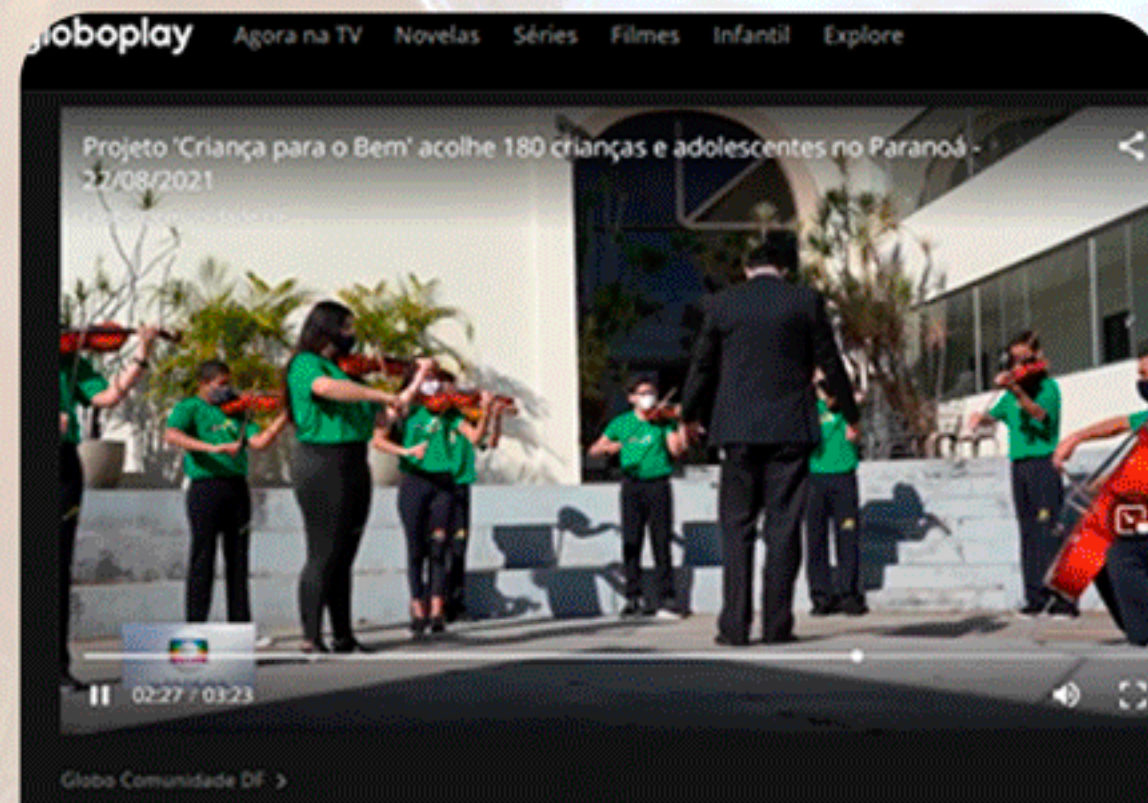 globoplay Agora na TV Novelas Séries Filmes Infantil Explore
Projeto 'Criança para o Bem' acolhe 180 crianças e adolescentes no Paranoá -
22/08/2021
02:27 / 03:23
Globo Comunidade DF >